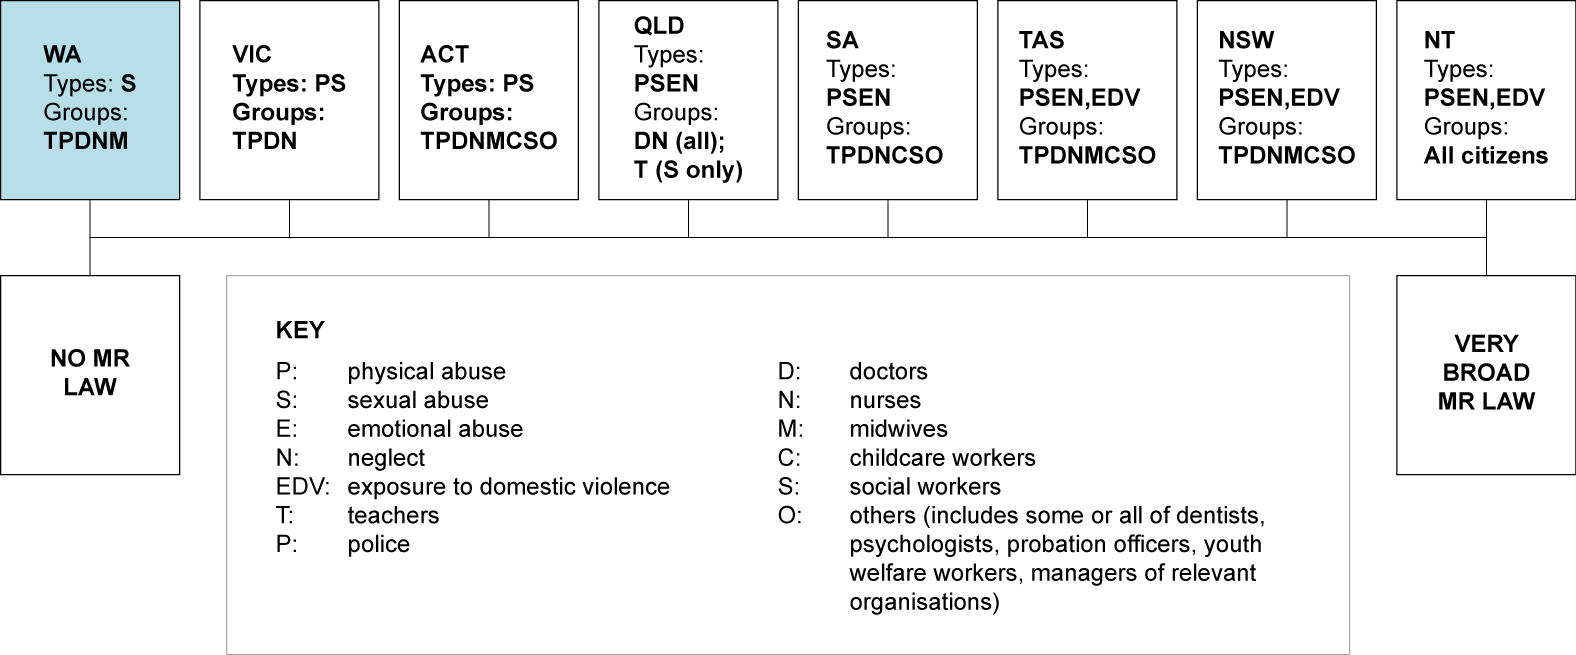 WA
Types: S
Groups:
TPDNM
VIC
Types: PS
Groups:
TPDN
ACT
Types: PS
Groups:
TPDNMCSO
QLD
Types:
PSEN
Groups:
DN (all);
T (S only)
SA
Types:
PSEN
Groups:
TPDNCSO
TAS
Types:
PSEN,EDV
Groups:
TPDNMCSO
NSW
Types:
PSEN,EDV
Groups:
TPDNMCSO
NT
Types:
PSEN,EDV
Groups:
All citizens
NO MR
LAW
KEY
P: physical abuse
S: sexual abuse
E: emotional abuse
N: neglect
EDV: exposure to domestic violence
T: teachers
P: police
D: doctors
N: nurses
M: midwives
C: childcare workers
S: social workers
O: others (includes some or all of dentists,
psychologists, probation officers, youth
welfare workers, managers of relevant
organisations)
VERY
BROAD
MR LAW